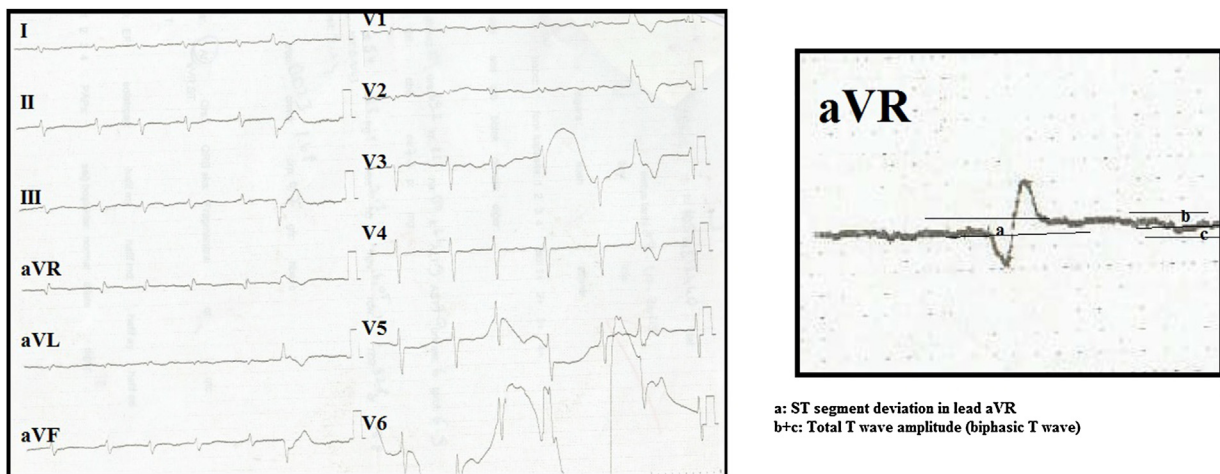 I
II
III
aVR
aVL
aVF
V1
V2
V3
V4
V5
V6
aVR
a
b
c
a: ST segment deviation in lead aVR
b+c: Total T wave amplitude (biphasic T wave)